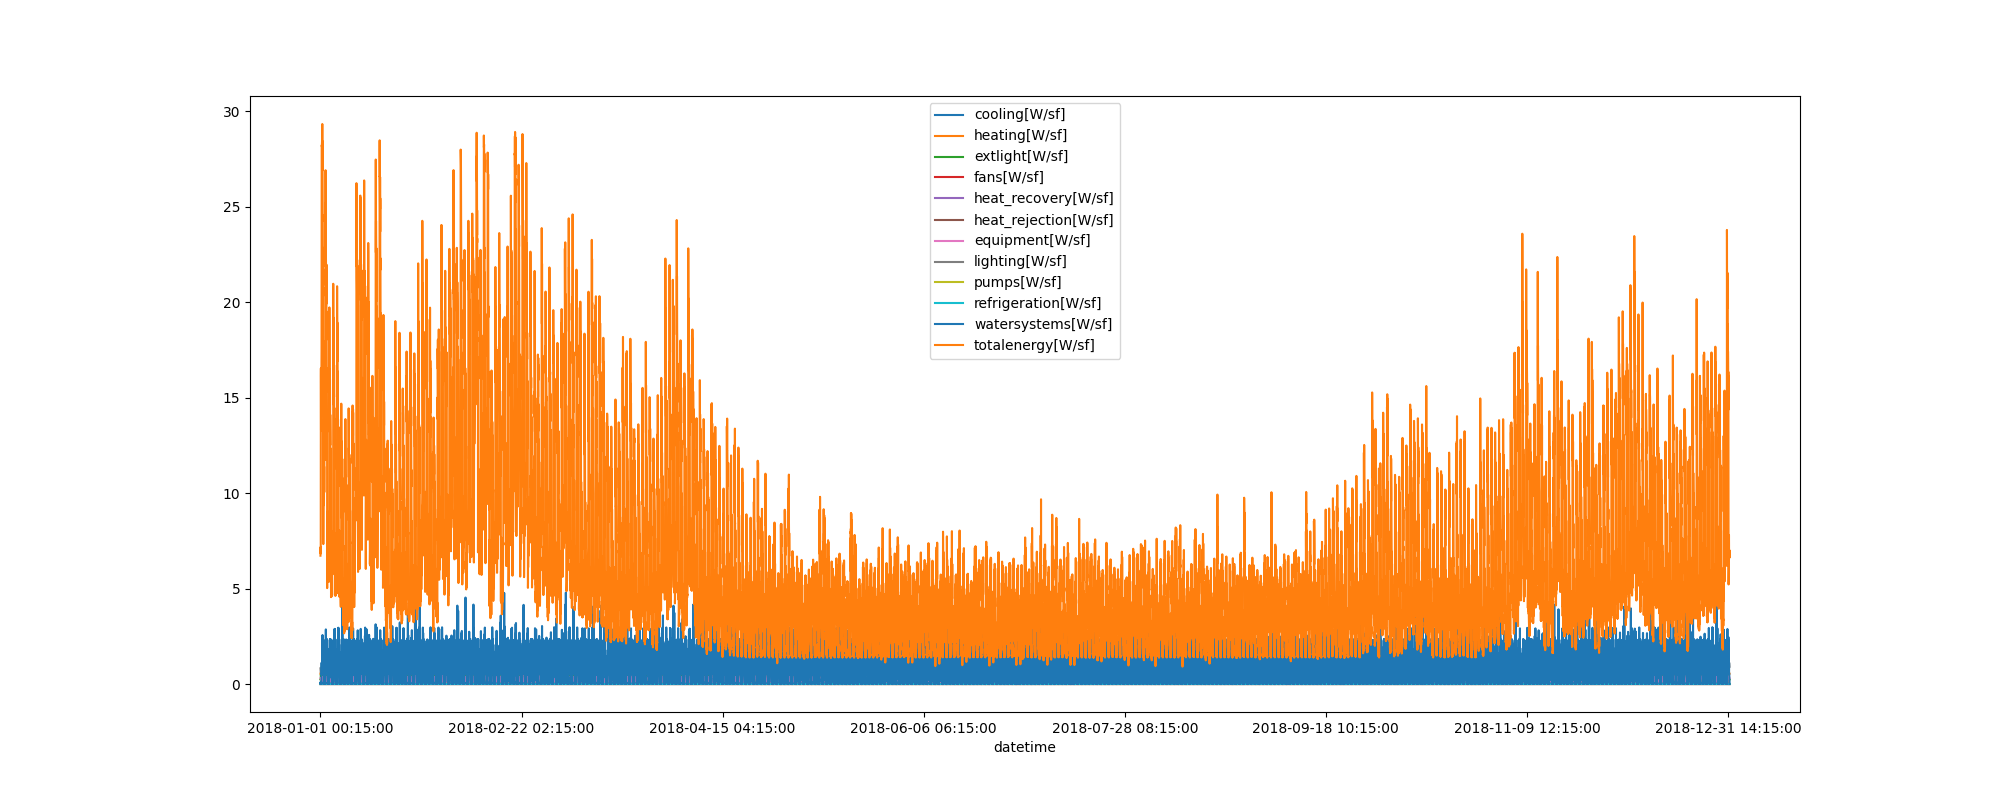 30
25
20
15
10
5
0
cooling[W/sf]
heating[W/sf]
extlight[W/sf]
fans[W/sf]
heat_recovery[W/sf]
heat_rejection[W/sf]
equipment[W/sf]
lighting[W/sf]
pumps[W/sf]
refrigeration[W/sf]
watersystems[W/sf]
totalenergy[W/sf]
2018-01-01 00:15:00 2018-02-22 02:15:00 2018-04-15 04:15:00 2018-06-06 06:15:00 2018-07-28 08:15:00 2018-09-18 10:15:00 2018-11-09 12:15:00 2018-12-31 14:15:00
datetime